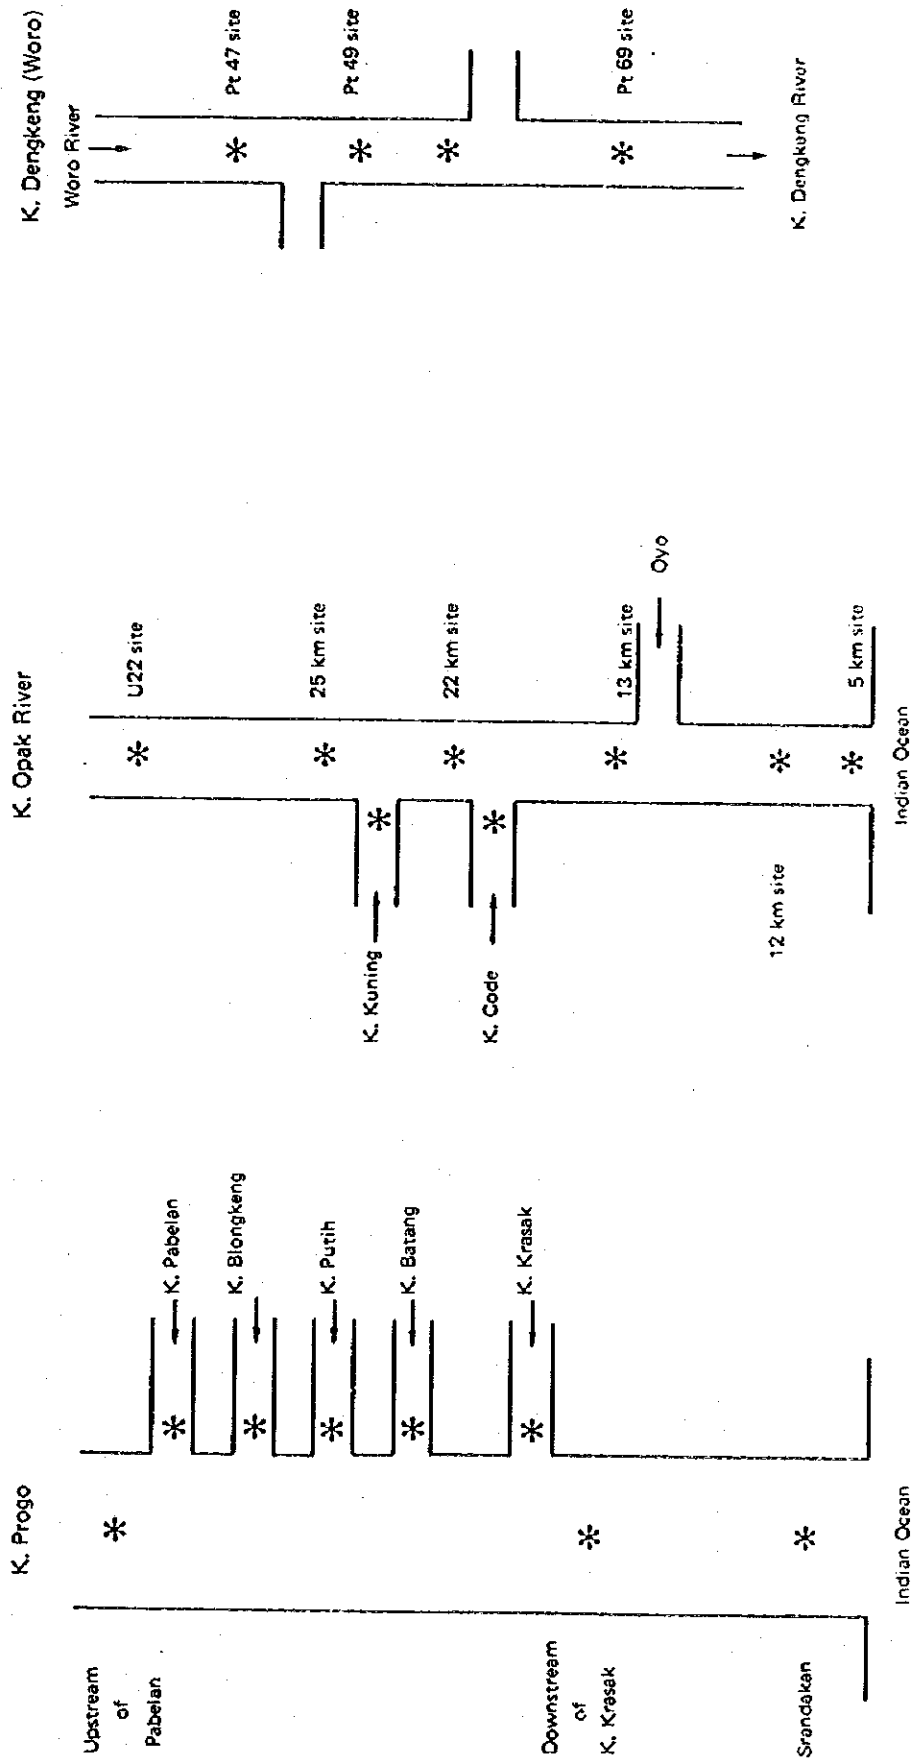 K. Progo
Upstream
of
Pabelan
K. Pabelan
K. Blongkeng
K. Putih
K. Batang
K. Krasak
Downstream
of
K. Krasak
Srandakan
Indian Ocean
K. Opak River
U22 site
25 km site
K. Kuning
22 km site
K. Code
13 km site
Oyo
12 km site
5 km site
Indian Ocean
K. Dengkeng (Woro)
Woro River
Pt 47 site
Pt 49 site
Pt 69 site
K. Dengkeng River